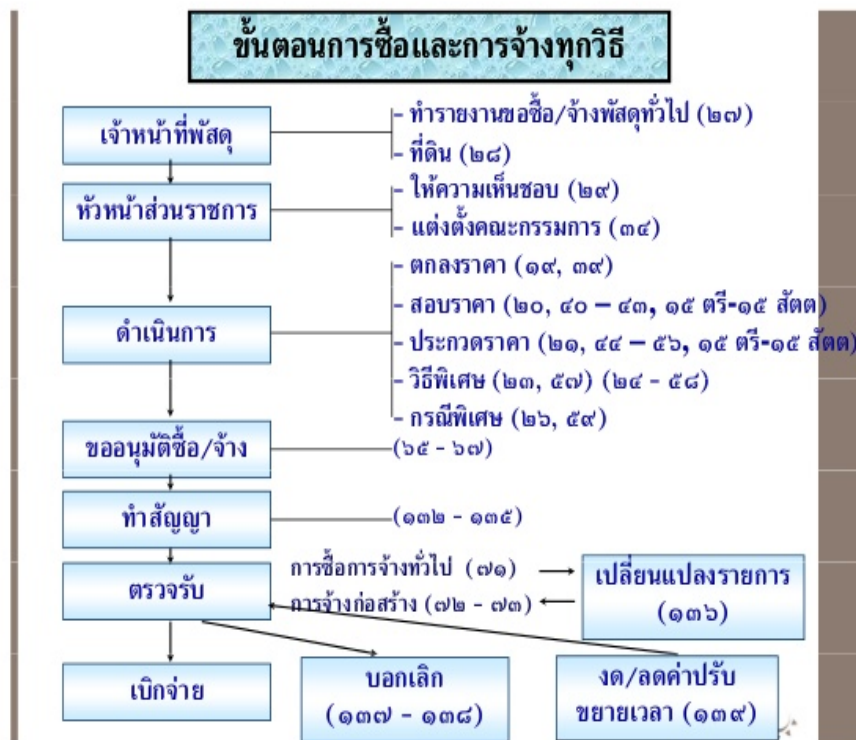 ขั้นตอนการซื้อและการจ้างทุกวิธี
เจ้าหน้าที่พัสดุ
- ทำรายงานขอซื้อ/จ้างพัสดุทั่วไป (๒๗)
- ที่ดิน (๒๘)
หัวหน้าส่วนราชการ
- ให้ความเห็นชอบ (๒๙)
- แต่งตั้งคณะกรรมการ (๓๔)
ดำเนินการ
- ตกลงราคา (๑๙, ๓๙)
- สอบราคา (๒๐, ๔๐ – ๔๓, ๑๕ ตรี-๑๕ สัตต)
- ประกวดราคา (๒๑, ๔๔ – ๕๖, ๑๕ ตรี-๑๕ สัตต)
- วิธีพิเศษ (๒๓, ๕๗) (๒๔ - ๕๘)
- กรณีพิเศษ (๒๖, ๕๙)
ขออนุมัติซื้อ/จ้าง
(๖๕ - ๖๗)
ทำสัญญา
(๑๓๒ - ๑๓๕)
ตรวจรับ
การซื้อการจ้างทั่วไป (๗๑)
การจ้างก่อสร้าง (๗๒ - ๗๓)
เปลี่ยนแปลงรายการ
(๑๓๖)
เบิกจ่าย
บอกเลิก
(๑๓๗ - ๑๓๘)
งด/ลดค่าปรับ
ขยายเวลา (๑๓๙)